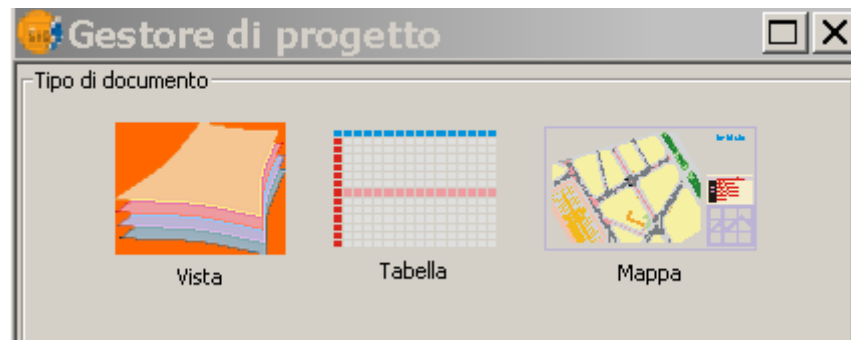 Gestore di progetto
Tipo di documento
Vista
Tabella
Mappa